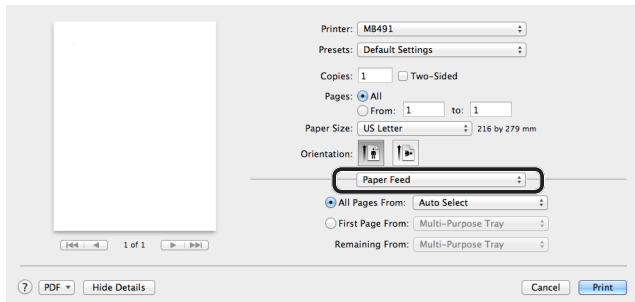 Printer: MB491
Presets: Default Settings
Copies: 1 Two-Sided
Pages: All
From: 1 to: 1
Paper Size: US Letter 216 by 279 mm
Orientation:
Paper Feed
All Pages From: Auto Select
First Page From: Multi-Purpose Tray
Remaining From: Multi-Purpose Tray
1 of 1
? PDF Hide Details Cancel Print